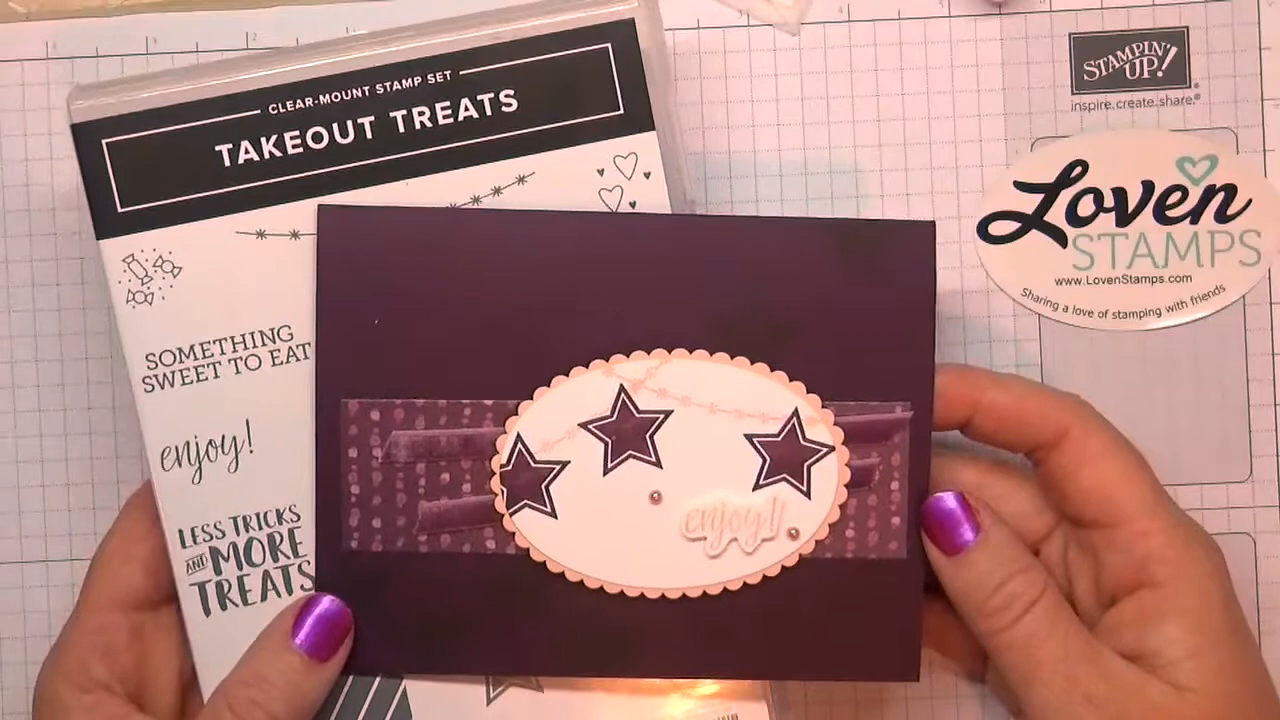 CLEAR-MOUNT STAMP SET
TAKEOUT TREATS
SOMETHING
SWEET TO EAT
enjoy!
LESS TRICKS
AND MORE
TREATS
enjoy!
STAMPIN'
UP!
inspire.create.share.®
Loven
STAMPS
www.LovenStamps.com
Sharing a love of stamping with friends